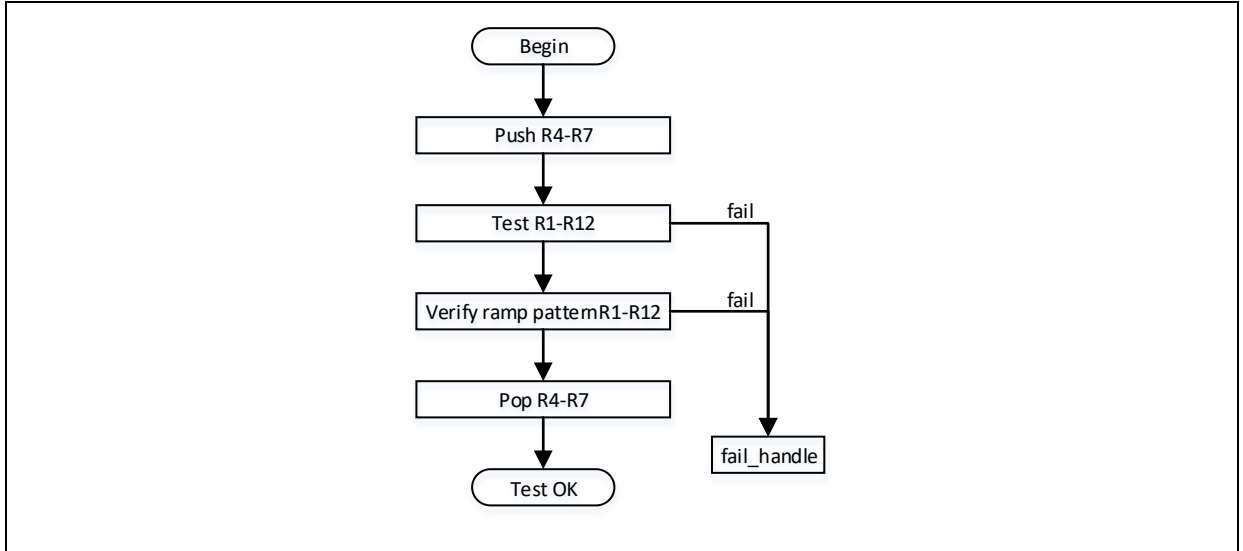 Begin
Push R4-R7
Test R1-R12
fail
Verify ramp patternR1-R12
fail
Pop R4-R7
fail_handle
Test OK